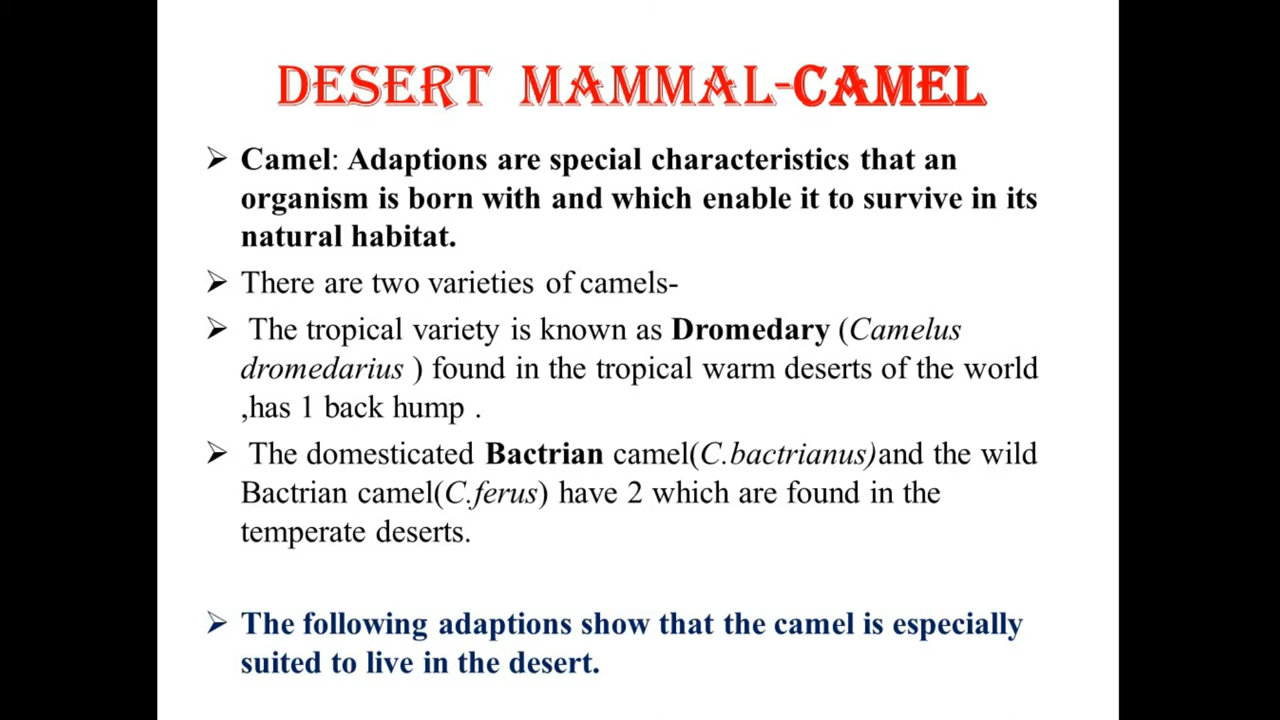 DESERT MAMMAL-CAMEL
➢ Camel: Adaptions are special characteristics that an
organism is born with and which enable it to survive in its
natural habitat.
➢ There are two varieties of camels-
➢ The tropical variety is known as Dromedary (Camelus
dromedarius ) found in the tropical warm deserts of the world
,has 1 back hump .
➢ The domesticated Bactrian camel(C.bactrianus)and the wild
Bactrian camel(C.ferus) have 2 which are found in the
temperate deserts.
➢ The following adaptions show that the camel is especially
suited to live in the desert.